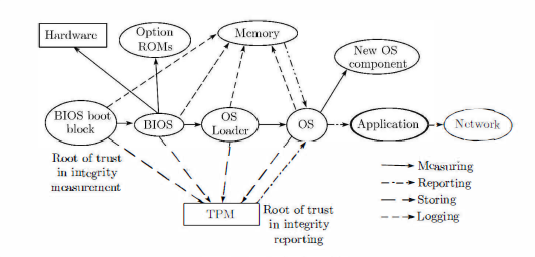 Hardware
Option
ROMs
Memory
New OS
component
BIOS boot
block
BIOS
OS
Loader
OS
Application
Network
Root of trust
in integrity
measurement
TPM
Root of trust
in integrity
reporting
Measuring
Reporting
Storing
Logging